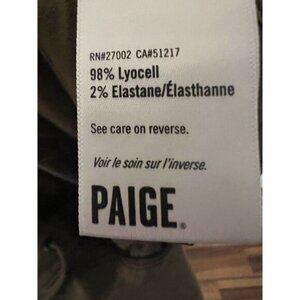 RN#27002 CA#51217
98% Lyocell
2% Elastane/Élasthanne
See care on reverse.
Voir le soin sur l'inverse.
PAIGE®